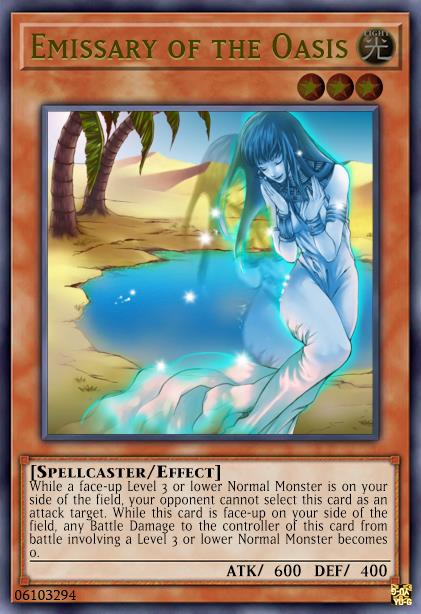 Emissary of the Oasis
LIGHT
光
[Spellcaster/Effect]
While a face-up Level 3 or lower Normal Monster is on your
side of the field, your opponent cannot select this card as an
attack target. While this card is face-up on your side of the
field, any Battle Damage to the controller of this card from
battle involving a Level 3 or lower Normal Monster becomes
0.
ATK/ 600 DEF/ 400
06103294